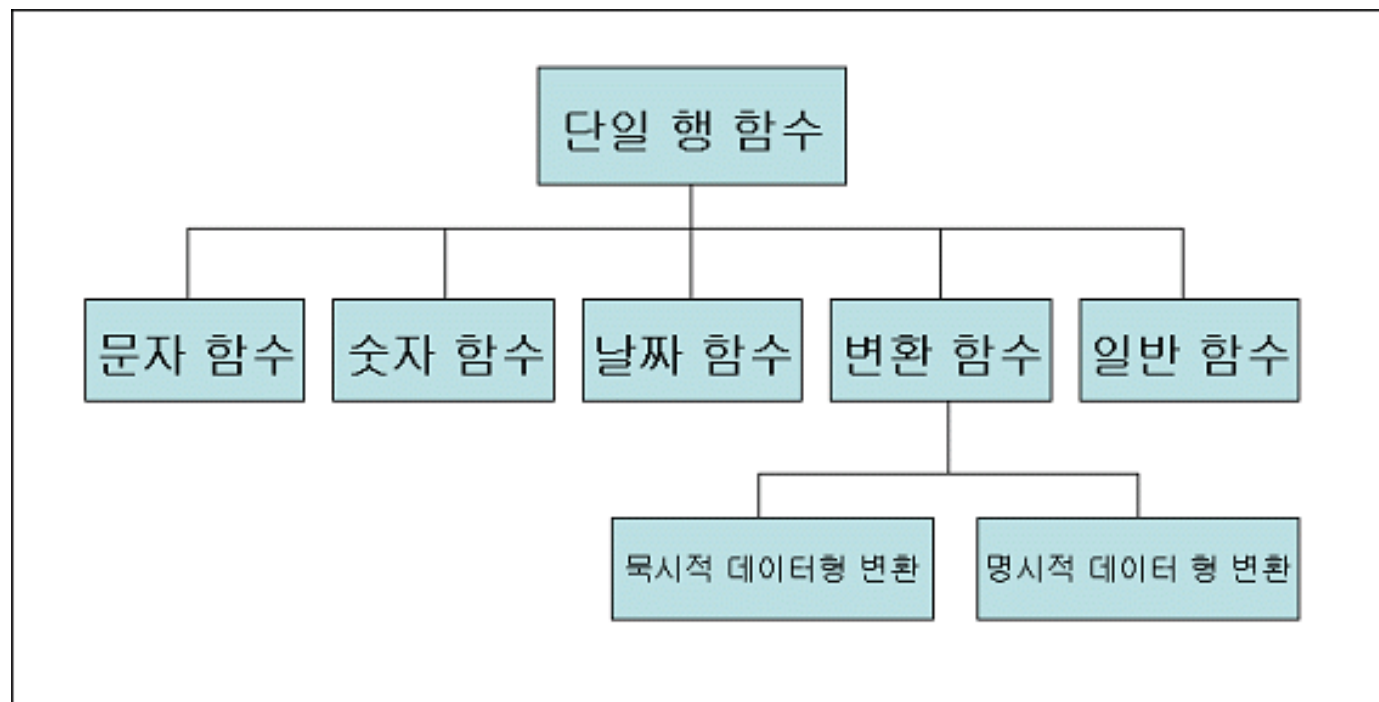 단일 행 함수
문자 함수
숫자 함수
날짜 함수
변환 함수
일반 함수
묵시적 데이터형 변환
명시적 데이터 형 변환